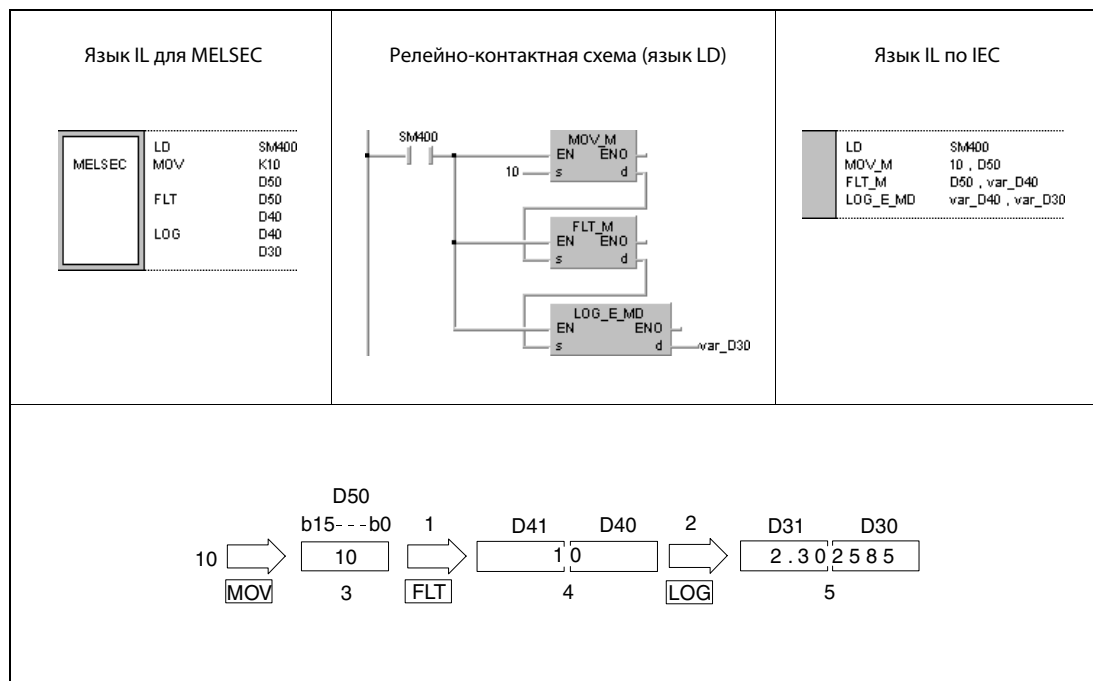 Язык IL для MELSEC
Релейно-контактная схема (язык LD)
Язык IL по IEC
MELSEC
LD SM400
MOV K10
D50
FLT D50
D40
LOG D40
D30
SM400
MOV_M
EN ENO
10 s d
FLT_M
EN ENO
s d
LOG_E_MD
EN ENO
s d var_D30
LD SM400
MOV_M 10 , D50
FLT_M D50 , var_D40
LOG_E_MD var_D40 , var_D30
D50
b15- - -b0 1 D41 D40 2 D31 D30
10 10 1 0 2 . 3 0 2 5 8 5
MOV 3 FLT 4 LOG 5